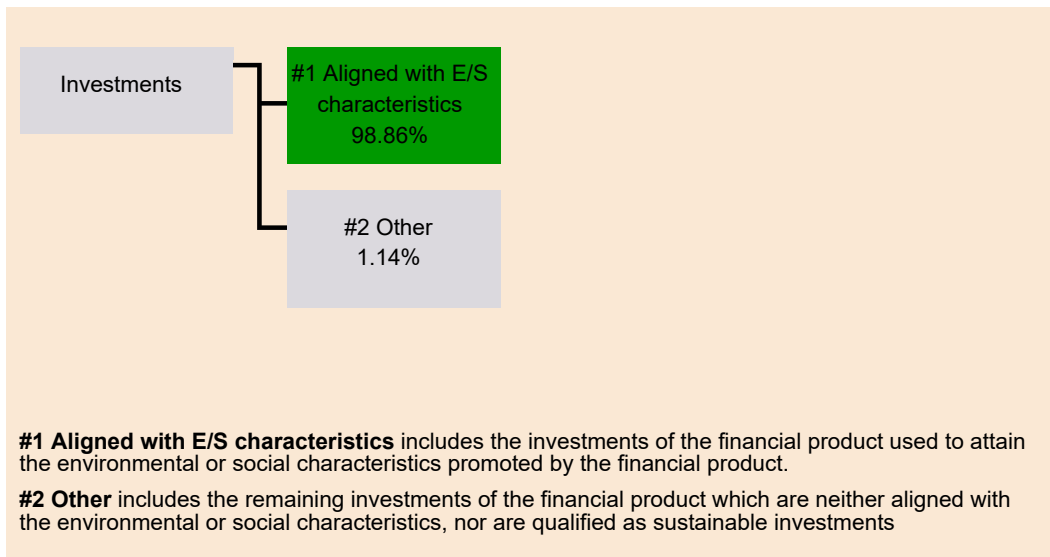 Investments
#1 Aligned with E/S
characteristics
98.86%
#2 Other
1.14%
#1 Aligned with E/S characteristics includes the investments of the financial product used to attain
the environmental or social characteristics promoted by the financial product.
#2 Other includes the remaining investments of the financial product which are neither aligned with
the environmental or social characteristics, nor are qualified as sustainable investments